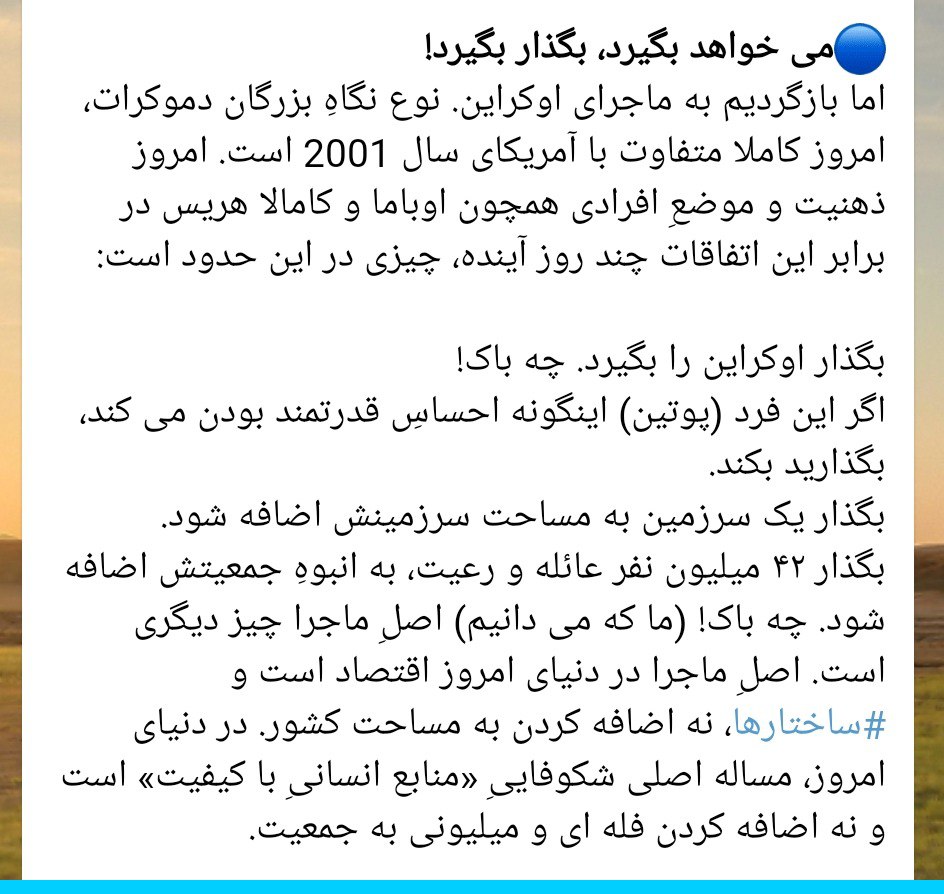 🔵می خواهد بگیرد، بگذار بگیرد!
اما بازگردیم به ماجرای اوکراین. نوع نگاهِ بزرگان دموکرات،
امروز کاملا متفاوت با آمریکای سال 2001 است. امروز
ذهنیت و موضعِ افرادی همچون اوباما و کامالا هریس در
برابر این اتفاقات چند روز آینده، چیزی در این حدود است:
بگذار اوکراین را بگیرد. چه باک!
اگر این فرد (پوتین) اینگونه احساسِ قدرتمند بودن می کند،
بگذارید بکند.
بگذار یک سرزمین به مساحت سرزمینش اضافه شود.
بگذار ۴۲ میلیون نفر عائله و رعیت، به انبوهِ جمعیتش اضافه
شود. چه باک! (ما که می دانیم) اصلِ ماجرا چیز دیگری
است. اصلِ ماجرا در دنیای امروز اقتصاد است و
#ساختارها، نه اضافه کردن به مساحت کشور. در دنیای
امروز، مساله اصلی شکوفاییِ «منابع انسانیِ با کیفیت» است
و نه اضافه کردن فله ای و میلیونی به جمعیت.